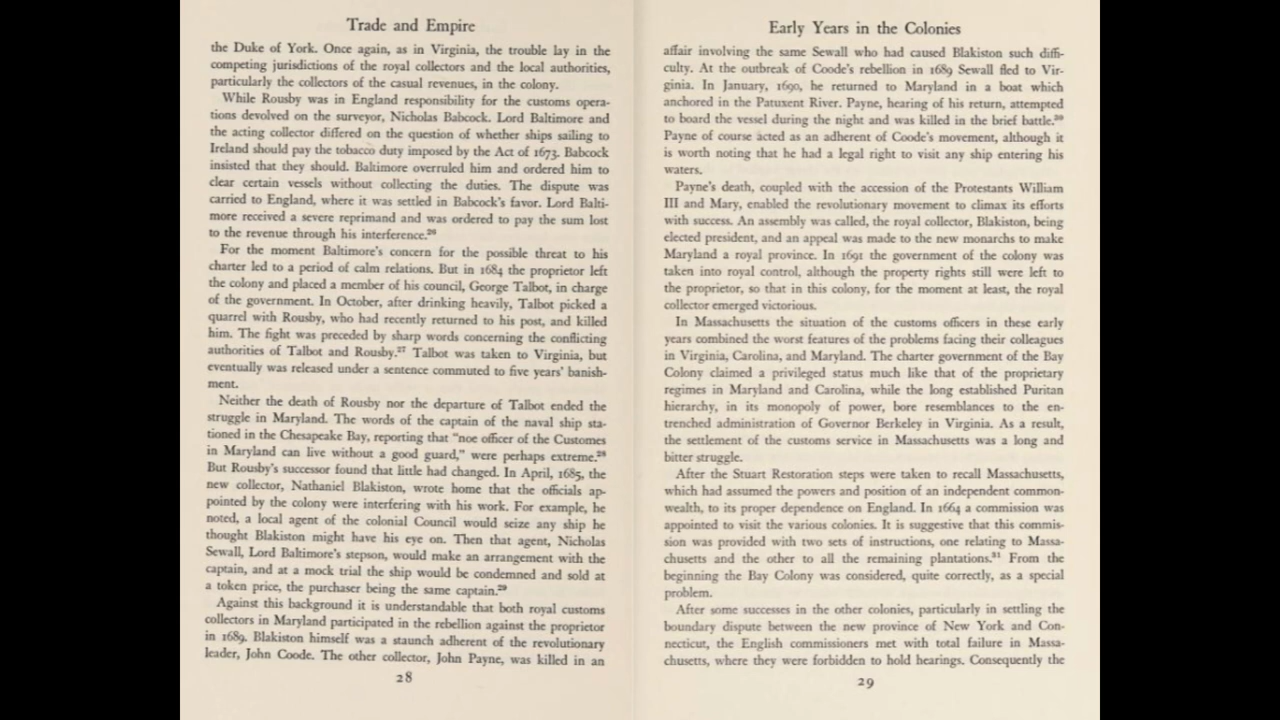 Trade and Empire
the Duke of York. Once again, as in Virginia, the trouble lay in the
competing jurisdictions of the royal collectors and the local authorities,
particularly the collectors of the casual revenues, in the colony.
While Rousby was in England responsibility for the customs opera-
tions devolved on the surveyor, Nicholas Babcock. Lord Baltimore and
the acting collector differed on the question of whether ships sailing to
Ireland should pay the tobacco duty imposed by the Act of 1673. Babcock
insisted that they should. Baltimore overruled him and ordered him to
clear certain vessels without collecting the duties. The dispute was
carried to England, where it was settled in Babcock's favor. Lord Balti-
more received a severe reprimand and was ordered to pay the sum lost
to the revenue through his interference.²⁶
For the moment Baltimore's concern for the possible threat to his
charter led to a period of calm relations. But in 1684 the proprietor left
the colony and placed a member of his council, George Talbot, in charge
of the government. In October, after drinking heavily, Talbot picked a
quarrel with Rousby, who had recently returned to his post, and killed
him. The fight was preceded by sharp words concerning the conflicting
authorities of Talbot and Rousby.²⁷ Talbot was taken to Virginia, but
eventually was released under a sentence commuted to five years' banish-
ment.
Neither the death of Rousby nor the departure of Talbot ended the
struggle in Maryland. The words of the captain of the naval ship sta-
tioned in the Chesapeake Bay, reporting that "noe officer of the Customes
in Maryland can live without a good guard," were perhaps extreme.²⁸
But Rousby's successor found that little had changed. In April, 1685, the
new collector, Nathaniel Blakiston, wrote home that the officials ap-
pointed by the colony were interfering with his work. For example, he
noted, a local agent of the colonial Council would seize any ship he
thought Blakiston might have his eye on. Then that agent, Nicholas
Sewall, Lord Baltimore's stepson, would make an arrangement with the
captain, and at a mock trial the ship would be condemned and sold at
a token price, the purchaser being the same captain.²⁹
Against this background it is understandable that both royal customs
collectors in Maryland participated in the rebellion against the proprietor
in 1689. Blakiston himself was a staunch adherent of the revolutionary
leader, John Coode. The other collector, John Payne, was killed in an
28
Early Years in the Colonies
affair involving the same Sewall who had caused Blakiston such diffi-
culty. At the outbreak of Coode's rebellion in 1689 Sewall fled to Vir-
ginia. In January, 1690, he returned to Maryland in a boat which
anchored in the Patuxent River. Payne, hearing of his return, attempted
to board the vessel during the night and was killed in the brief battle.³⁰
Payne of course acted as an adherent of Coode's movement, although it
is worth noting that he had a legal right to visit any ship entering his
waters.
Payne's death, coupled with the accession of the Protestants William
III and Mary, enabled the revolutionary movement to climax its efforts
with success. An assembly was called, the royal collector, Blakiston, being
elected president, and an appeal was made to the new monarchs to make
Maryland a royal province. In 1691 the government of the colony was
taken into royal control, although the property rights still were left to
the proprietor, so that in this colony, for the moment at least, the royal
collector emerged victorious.
In Massachusetts the situation of the customs officers in these early
years combined the worst features of the problems facing their colleagues
in Virginia, Carolina, and Maryland. The charter government of the Bay
Colony claimed a privileged status much like that of the proprietary
regimes in Maryland and Carolina, while the long established Puritan
hierarchy, in its monopoly of power, bore resemblances to the en-
trenched administration of Governor Berkeley in Virginia. As a result,
the settlement of the customs service in Massachusetts was a long and
bitter struggle.
After the Stuart Restoration steps were taken to recall Massachusetts,
which had assumed the powers and position of an independent common-
wealth, to its proper dependence on England. In 1664 a commission was
appointed to visit the various colonies. It is suggestive that this commis-
sion was provided with two sets of instructions, one relating to Massa-
chusetts and the other to all the remaining plantations.³¹ From the
beginning the Bay Colony was considered, quite correctly, as a special
problem.
After some successes in the other colonies, particularly in settling the
boundary dispute between the new province of New York and Con-
necticut, the English commissioners met with total failure in Massa-
chusetts, where they were forbidden to hold hearings. Consequently the
29